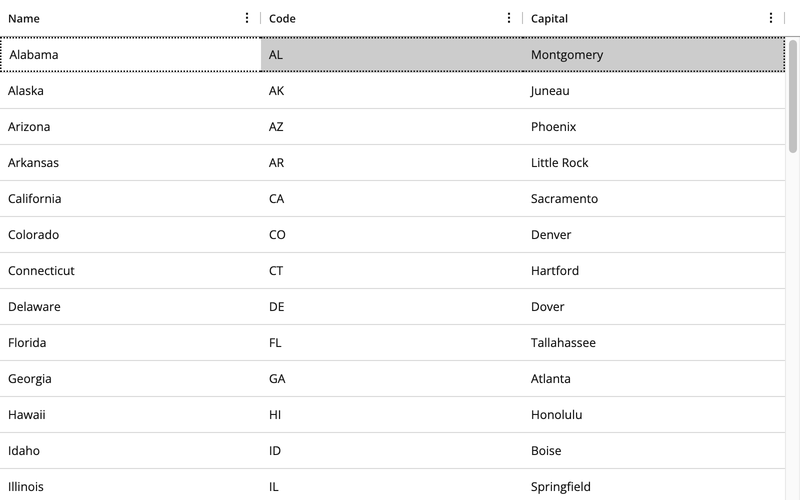 Name Code Capital
Alabama AL Montgomery
Alaska AK Juneau
Arizona AZ Phoenix
Arkansas AR Little Rock
California CA Sacramento
Colorado CO Denver
Connecticut CT Hartford
Delaware DE Dover
Florida FL Tallahassee
Georgia GA Atlanta
Hawaii HI Honolulu
Idaho ID Boise
Illinois IL Springfield